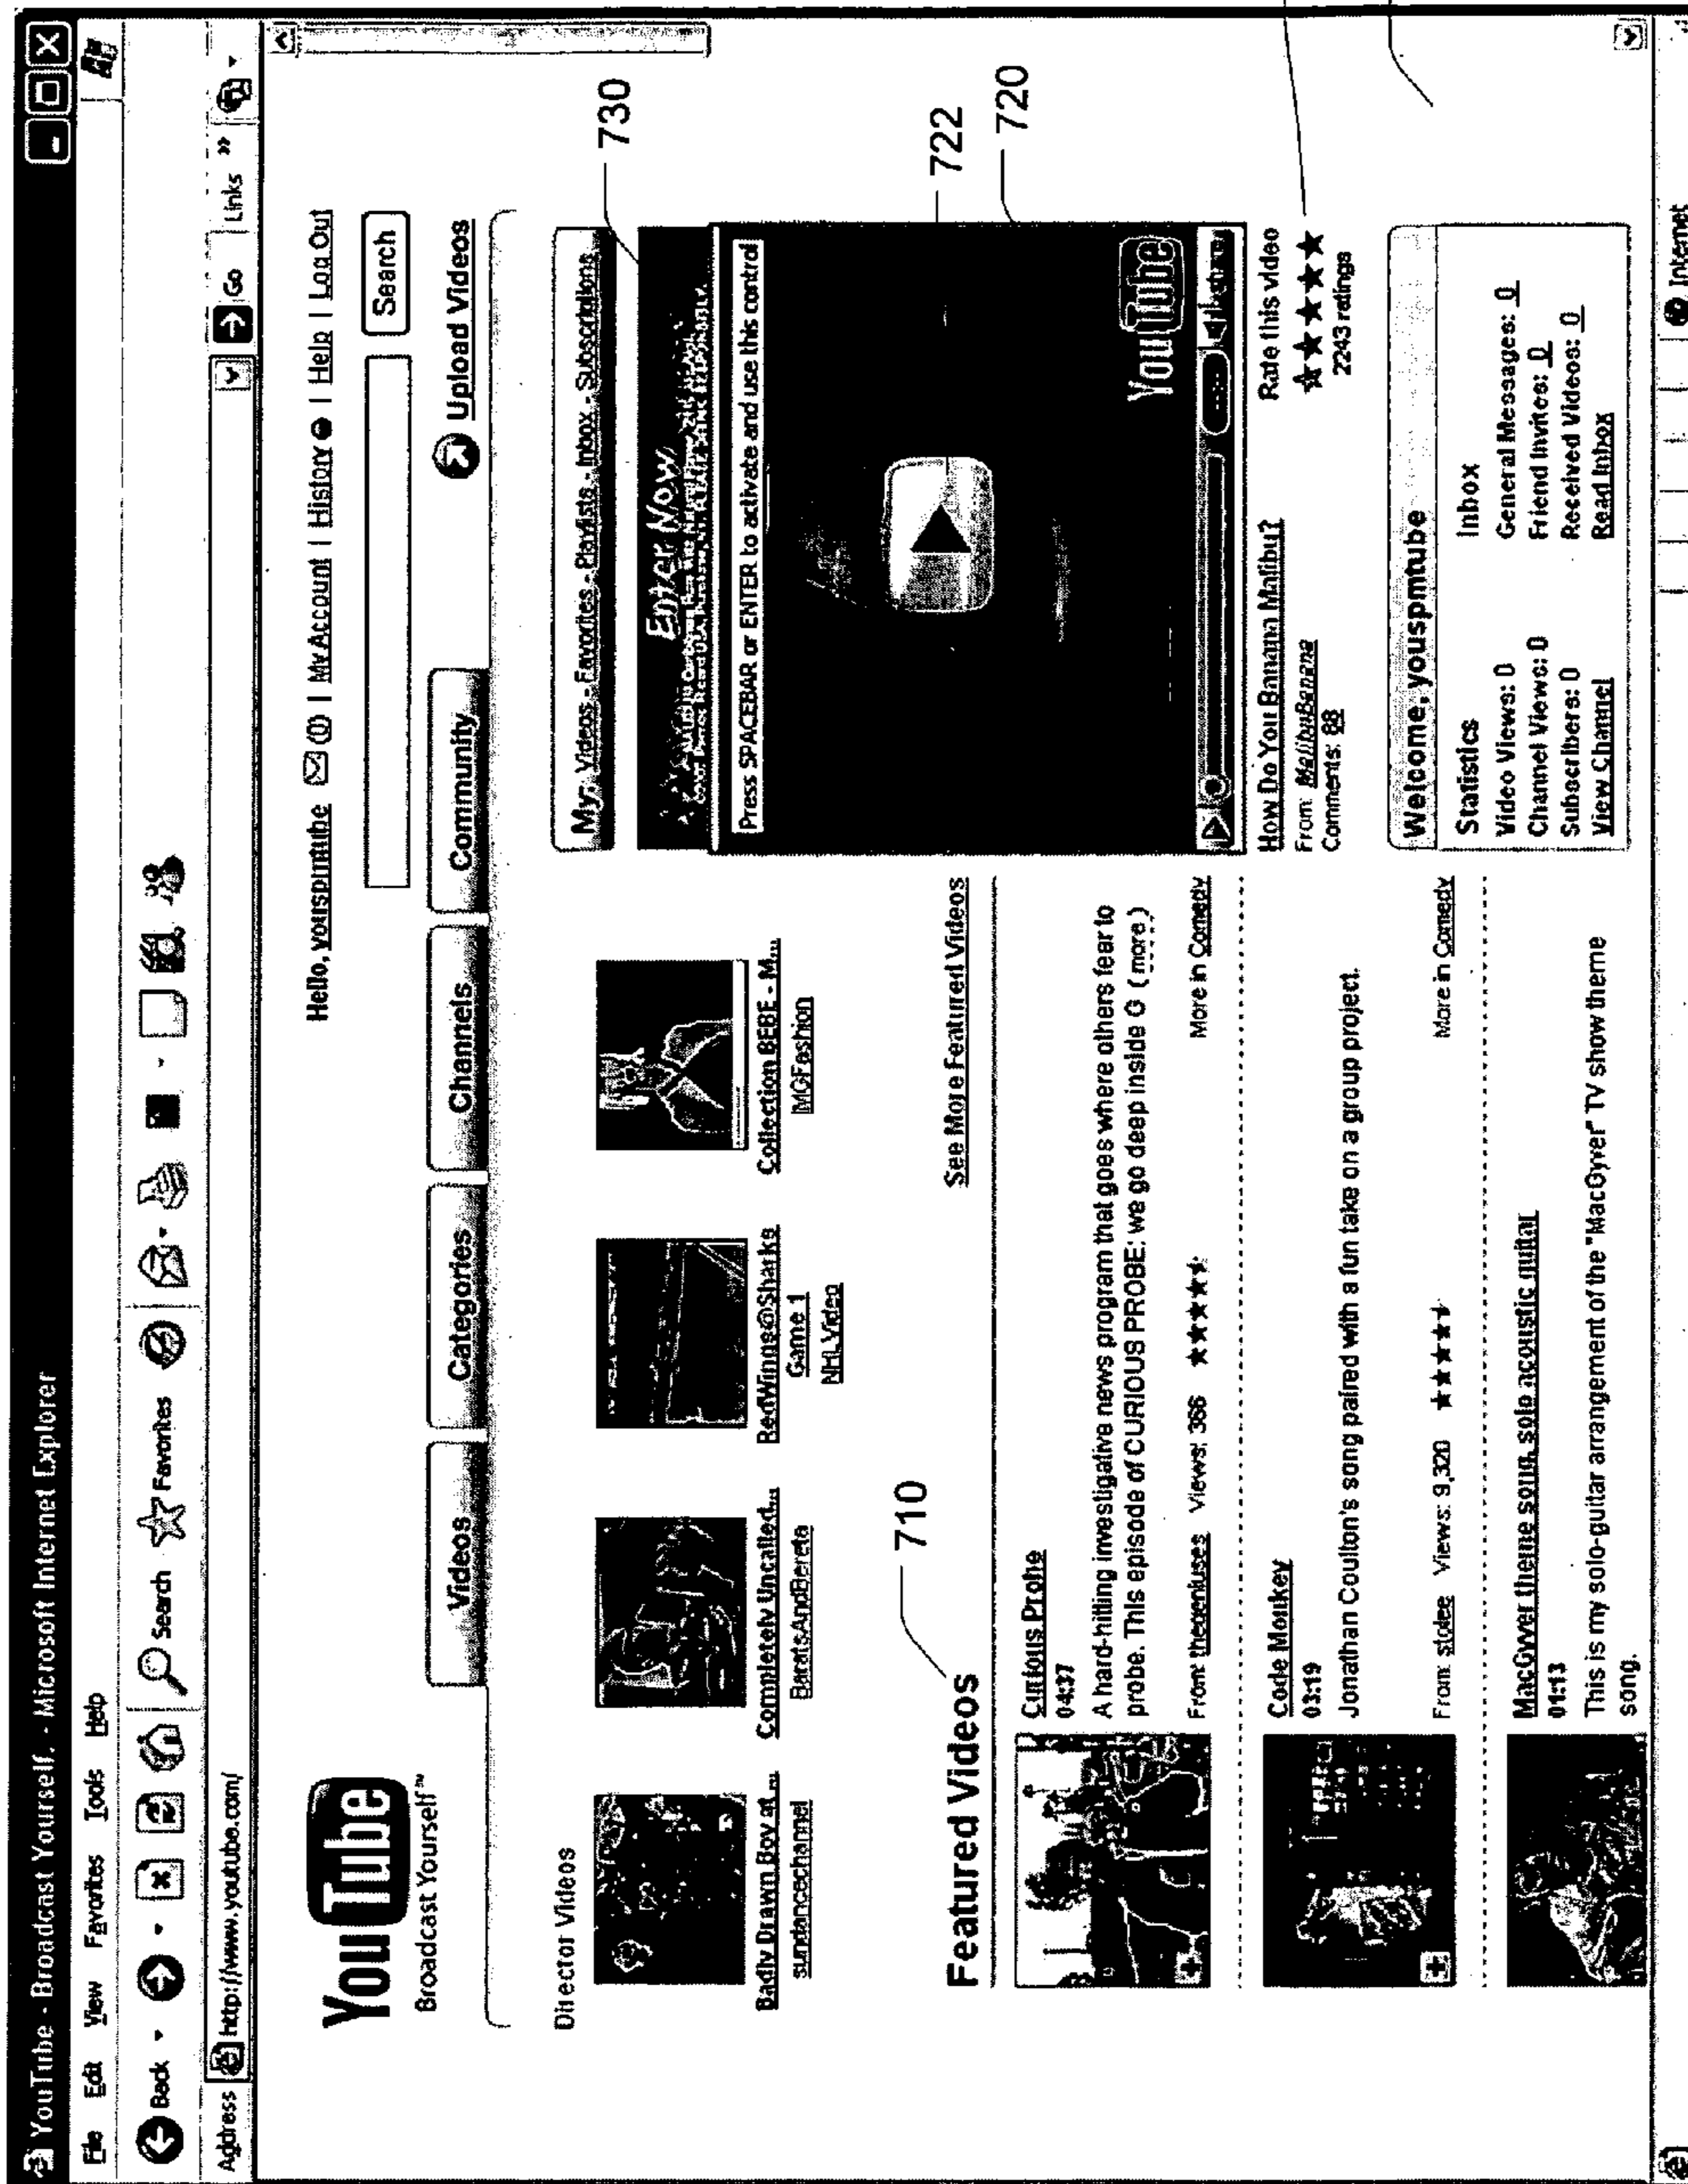 YouTube - Broadcast Yourself. - Microsoft Internet Explorer
File Edit View Favorites Tools Help
Back Search Favorites
Address http://www.youtube.com/ Go Links »
YouTube
Broadcast Yourself™
Hello, youspmtube (0) | My Account | History | Help | Log Out
Search
Videos Categories Channels Community Upload Videos
Director Videos
Badly Drawn Boy at ...
sundancechannel
Completely Uncalled...
BaratsAndBereta
RedWings@Sharks
Game 1
NHLVideo
Collection BEBE - M...
MGFashion
710
Featured Videos
See More Featured Videos
Curious Probe
04:37
A hard-hitting investigative news program that goes where others fear to
probe. This episode of CURIOUS PROBE: we go deep inside G (more)
From: thegeniuses Views: 366
More in Comedy
Code Monkey
03:19
Jonathan Coulton's song paired with a fun take on a group project.
From: stolee Views: 9,320
More in Comedy
MacGyver theme song, solo acoustic guitar
01:13
This is my solo-guitar arrangement of the "MacGyver" TV show theme
song.
My: Videos - Favorites - Playlists - Inbox - Subscriptions
730
Enter Now
Press SPACEBAR or ENTER to activate and use this control
722
720
YouTube
How Do You Banana Malibu?
From: MalibuBanana
Comments: 88
Rate this video
2243 ratings
Welcome, youspmtube
Statistics
Video Views: 0
Channel Views: 0
Subscribers: 0
View Channel
Inbox
General Messages: 0
Friend Invites: 0
Received Videos: 0
Read Inbox
Internet